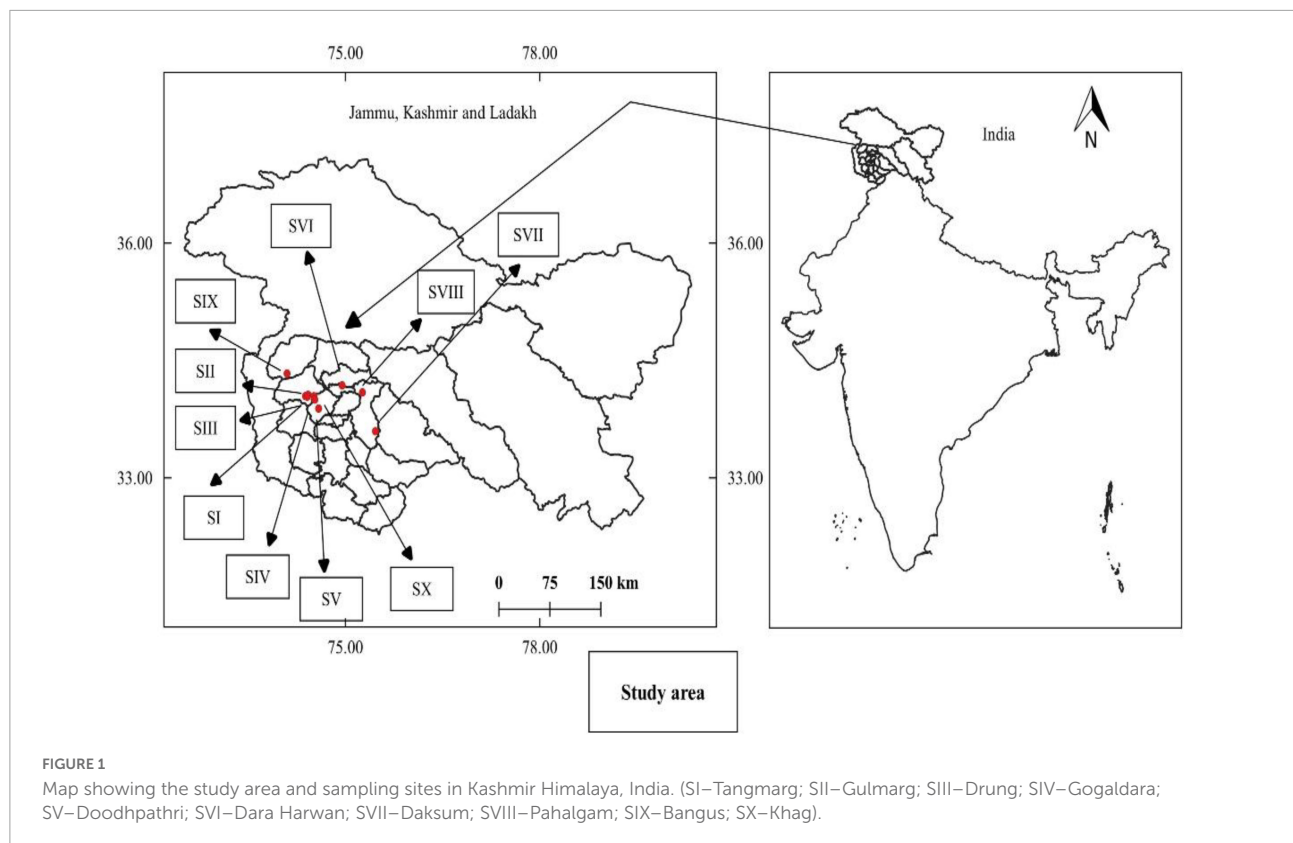 75.00
78.00
Jammu, Kashmir and Ladakh
India
N
SVI
SVII
36.00
36.00
SVIII
SIX
SII
SIII
33.00
33.00
SI
SIV
SV
SX
0 75 150 km
75.00
78.00
Study area
FIGURE 1
Map showing the study area and sampling sites in Kashmir Himalaya, India. (SI–Tangmarg; SII–Gulmarg; SIII–Drung; SIV–Gogaldara;
SV–Doodhpathri; SVI–Dara Harwan; SVII–Daksum; SVIII–Pahalgam; SIX–Bangus; SX–Khag).